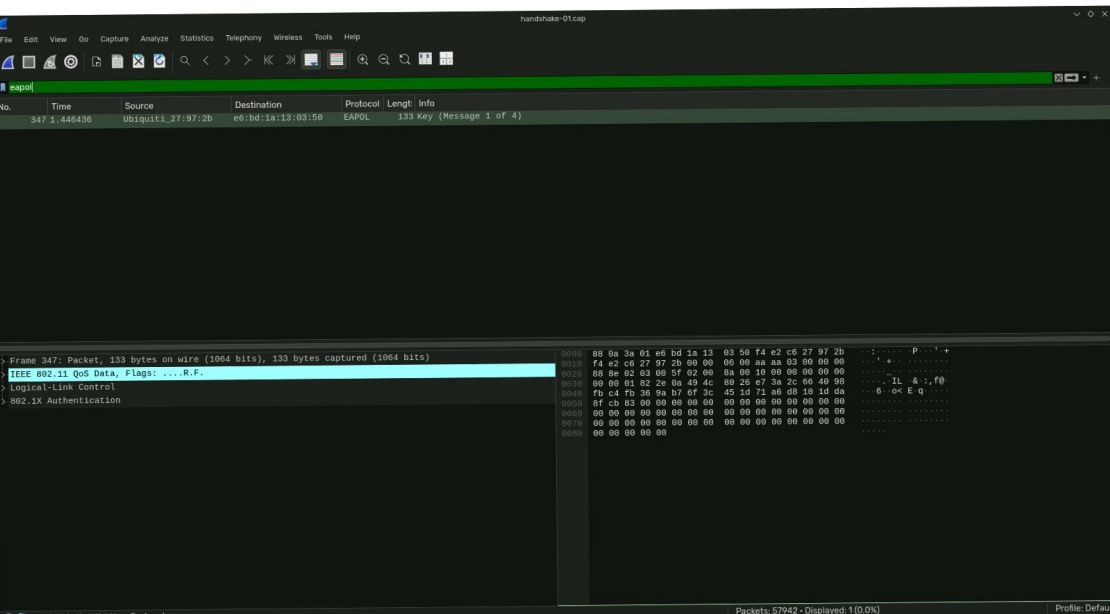 handshake-01.cap
File Edit View Go Capture Analyze Statistics Telephony Wireless Tools Help
eapol
No. Time Source Destination Protocol Lengt Info
347 1.446436 Ubiquiti_27:97:2b e6:bd:1a:13:03:50 EAPOL 133 Key (Message 1 of 4)
Frame 347: Packet, 133 bytes on wire (1064 bits), 133 bytes captured (1064 bits)
IEEE 802.11 QoS Data, Flags: ....R.F.
Logical-Link Control
802.1X Authentication
0000 88 0a 3a 01 e6 bd 1a 13 03 50 f4 e2 c6 27 97 2b ··:····· ·P···'·+
0010 f4 e2 c6 27 97 2b 00 00 06 00 aa aa 03 00 00 00 ···'·+·· ········
0020 88 8e 02 03 00 5f 02 00 8a 00 10 00 00 00 00 00 ·····_·· ········
0030 00 00 01 82 2e 0a 49 4c 80 26 e7 3a 2c 66 40 98 ····.·IL ·&·:,f@·
0040 fb c4 fb 36 9a b7 6f 3c 45 1d 71 a6 d8 10 1d da ···6··o< E·q·····
0050 8f cb 83 00 00 00 00 00 00 00 00 00 00 00 00 00 ········ ········
0060 00 00 00 00 00 00 00 00 00 00 00 00 00 00 00 00 ········ ········
0070 00 00 00 00 00 00 00 00 00 00 00 00 00 00 00 00 ········ ········
0080 00 00 00 00 00 ·····
Packets: 57942 · Displayed: 1 (0.0%) Profile: Defau